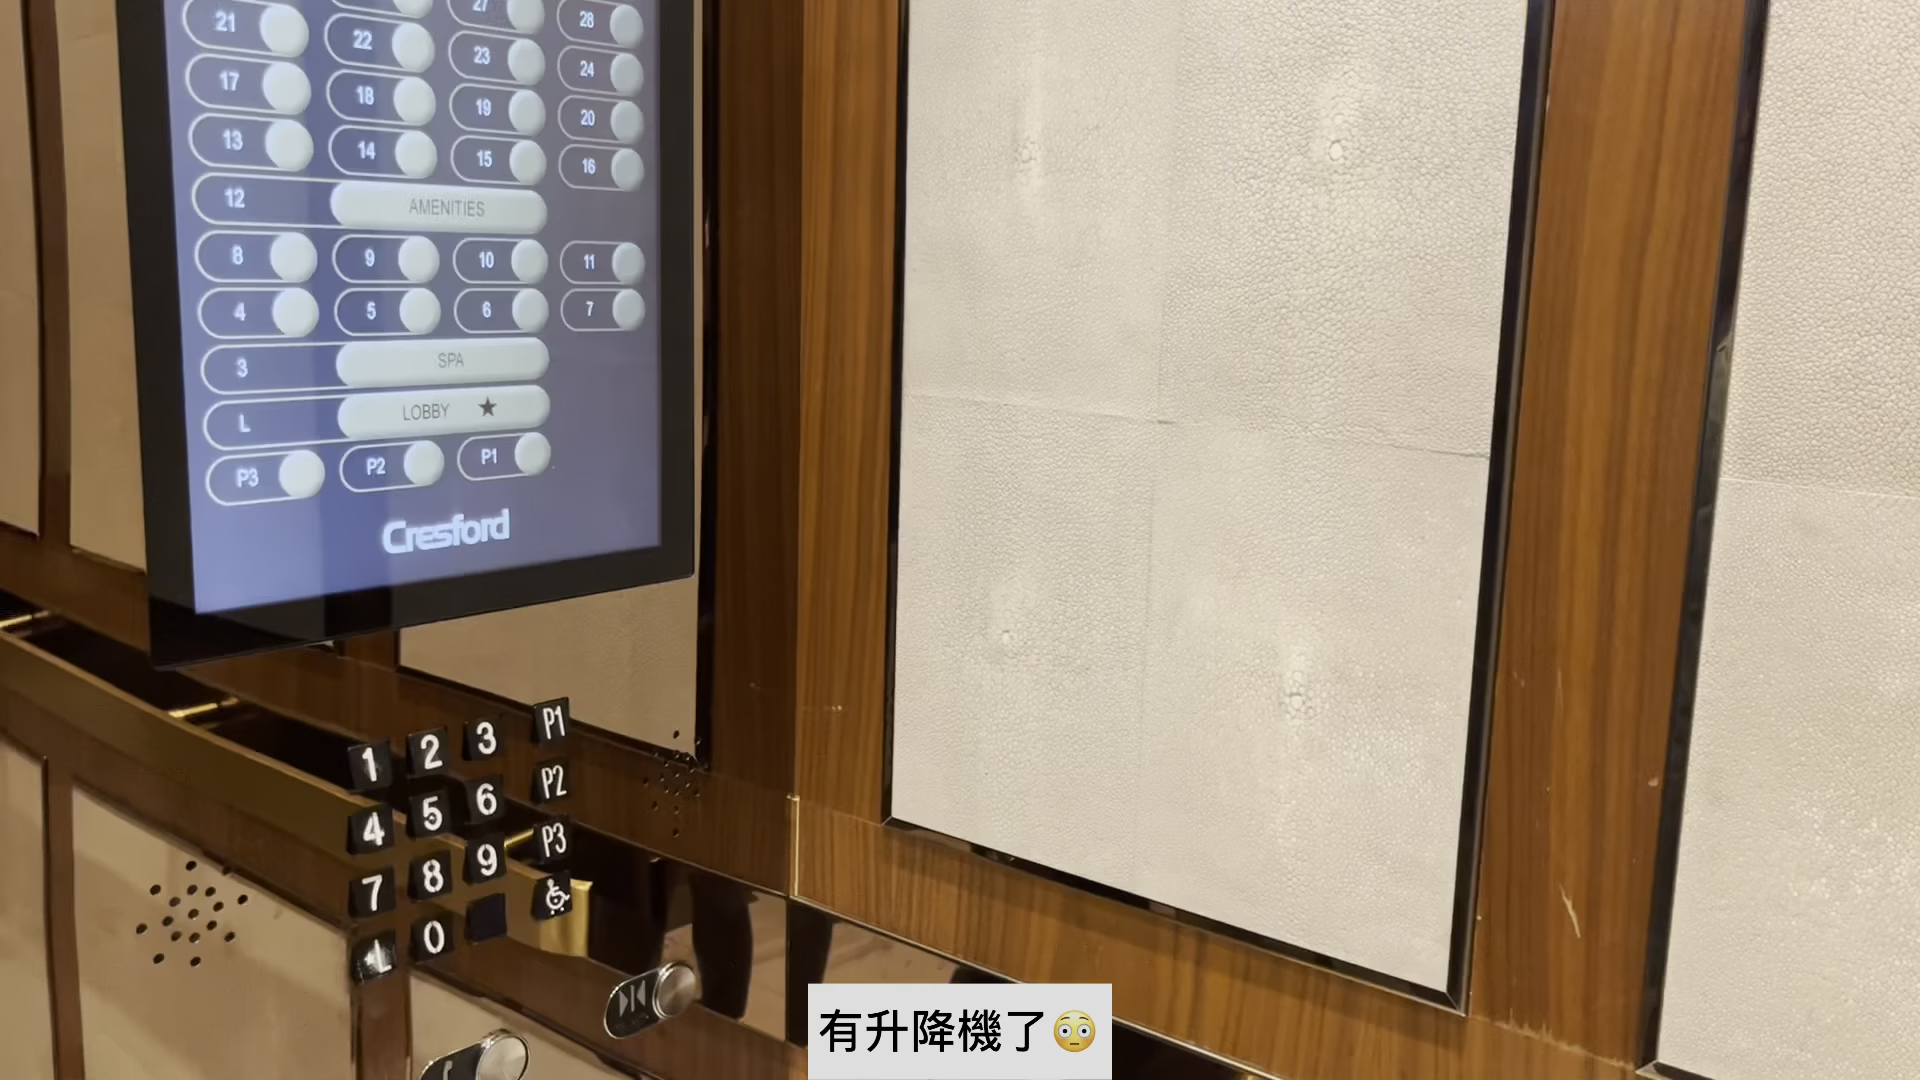 27 28
21 22 23 24
17 18 19 20
13 14 15 16
12 AMENITIES
8 9 10 11
4 5 6 7
3 SPA
L LOBBY ★
P3 P2 P1
Cresford
1 2 3 P1
4 5 6 P2
7 8 9 P3
0
有升降機了😳